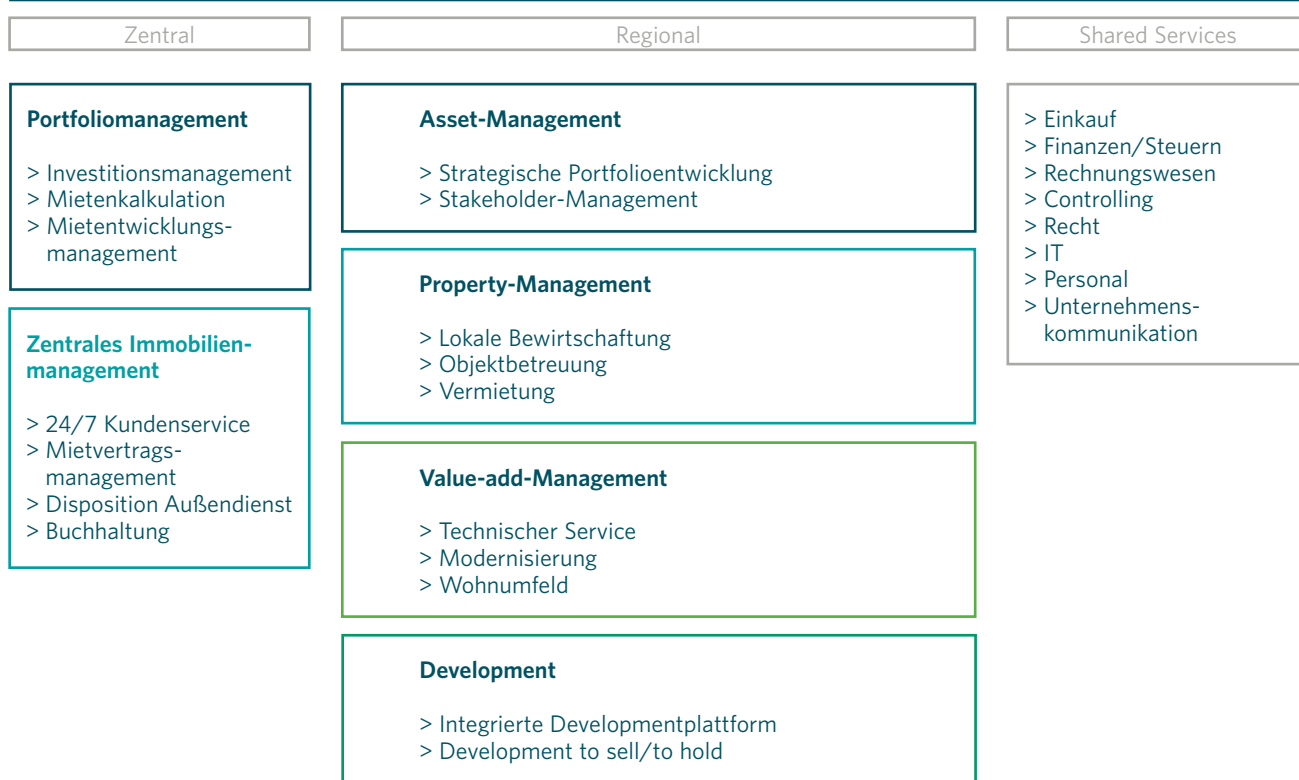 Zentral
Regional
Shared Services
Portfoliomanagement
> Investitionsmanagement
> Mietenkalkulation
> Mietentwicklungs-
management
Zentrales Immobilien-
management
> 24/7 Kundenservice
> Mietvertrags-
management
> Disposition Außendienst
> Buchhaltung
Asset-Management
> Strategische Portfolioentwicklung
> Stakeholder-Management
Property-Management
> Lokale Bewirtschaftung
> Objektbetreuung
> Vermietung
Value-add-Management
> Technischer Service
> Modernisierung
> Wohnumfeld
Development
> Integrierte Developmentplattform
> Development to sell/to hold
> Einkauf
> Finanzen/Steuern
> Rechnungswesen
> Controlling
> Recht
> IT
> Personal
> Unternehmens-
kommunikation